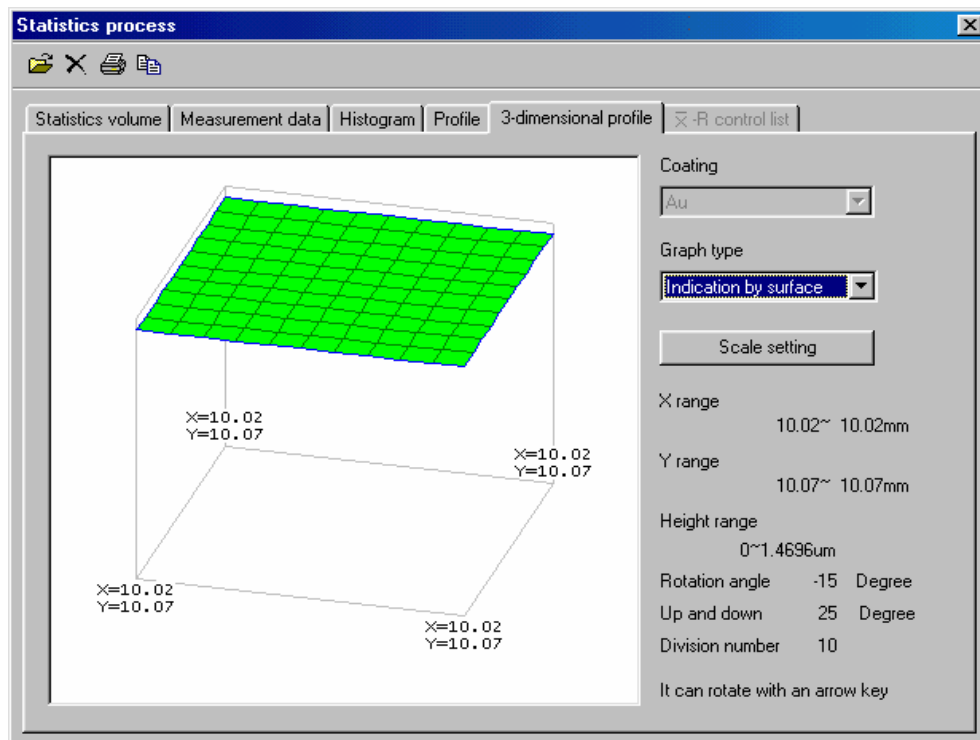 Statistics process
Statistics volume
Measurement data
Histogram
Profile
3-dimensional profile
X̅ -R control list
Coating
Au
Graph type
Indication by surface
Scale setting
X range
10.02~ 10.02mm
Y range
10.07~ 10.07mm
Height range
0~1.4696um
Rotation angle -15 Degree
Up and down 25 Degree
Division number 10
It can rotate with an arrow key
X=10.02
Y=10.07
X=10.02
Y=10.07
X=10.02
Y=10.07
X=10.02
Y=10.07